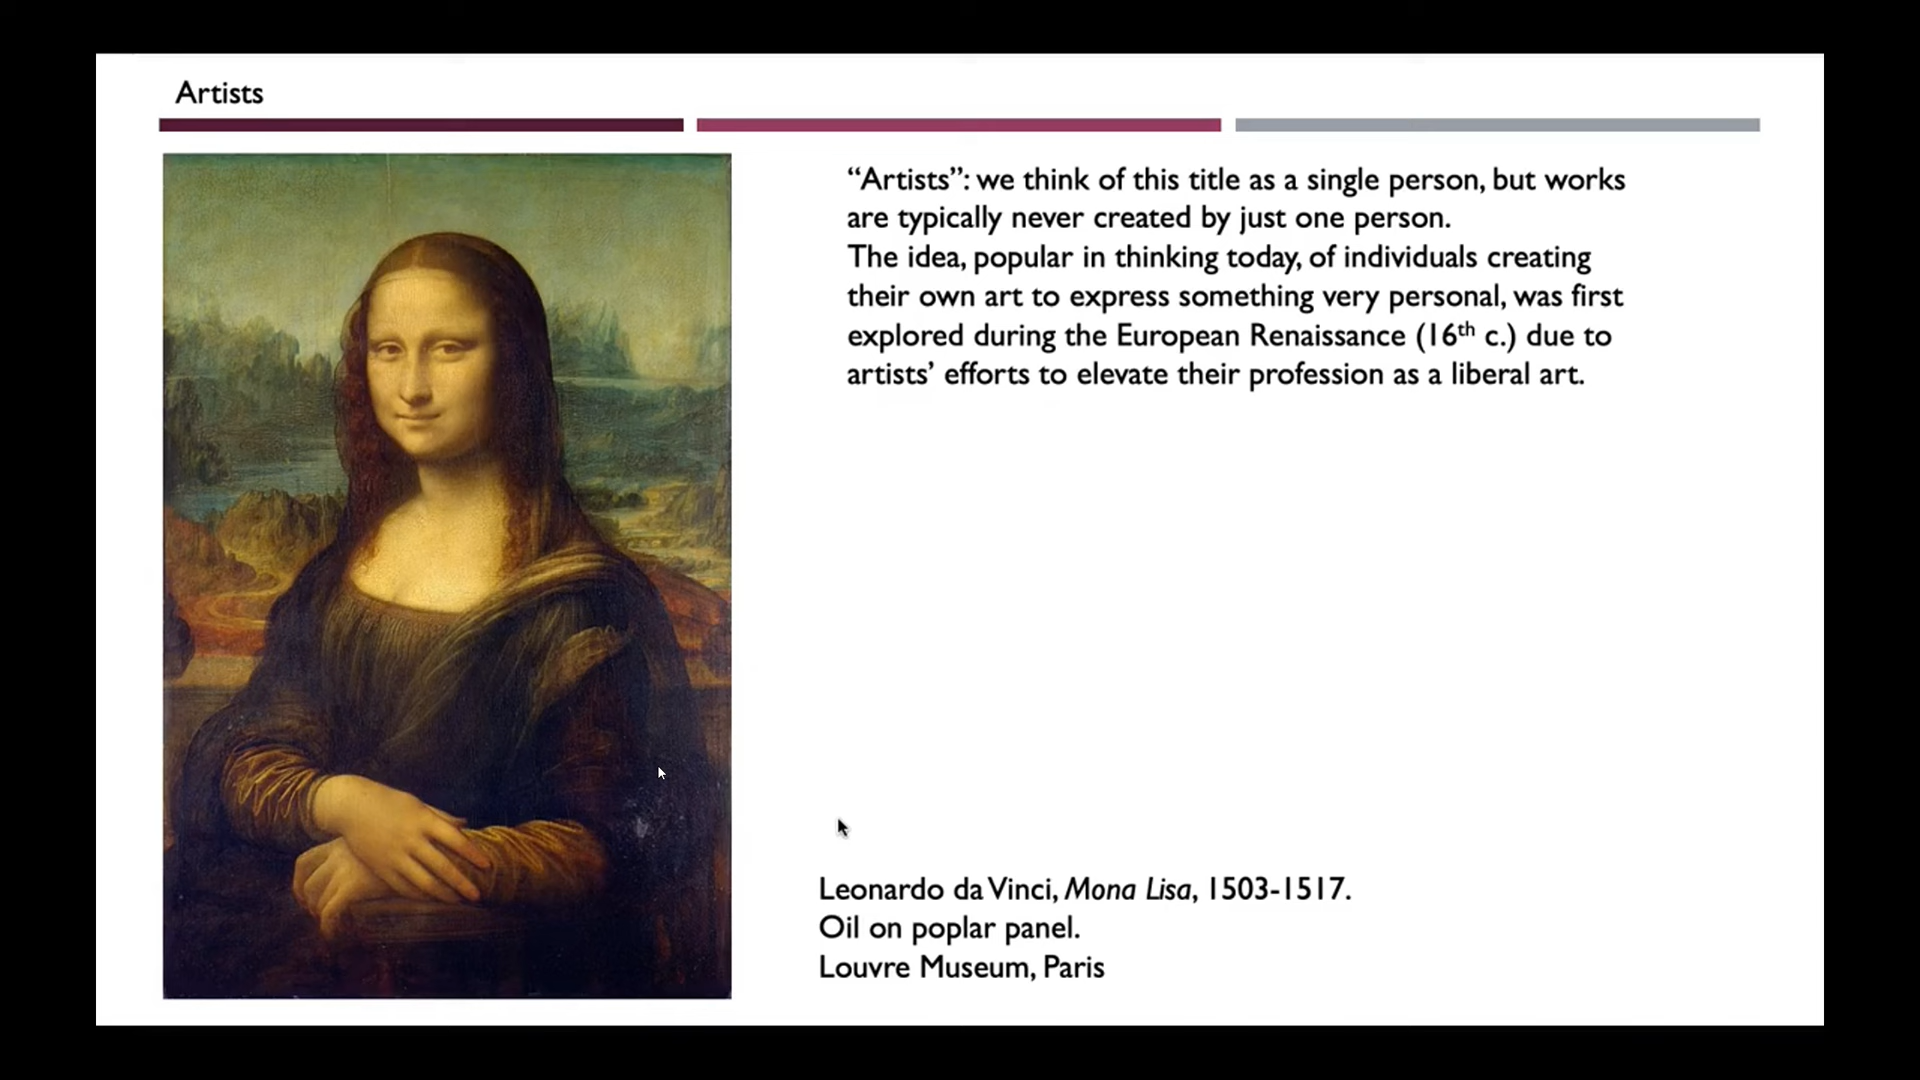 Artists
“Artists”: we think of this title as a single person, but works
are typically never created by just one person.
The idea, popular in thinking today, of individuals creating
their own art to express something very personal, was first
explored during the European Renaissance (16th c.) due to
artists’ efforts to elevate their profession as a liberal art.
Leonardo da Vinci, Mona Lisa, 1503-1517.
Oil on poplar panel.
Louvre Museum, Paris